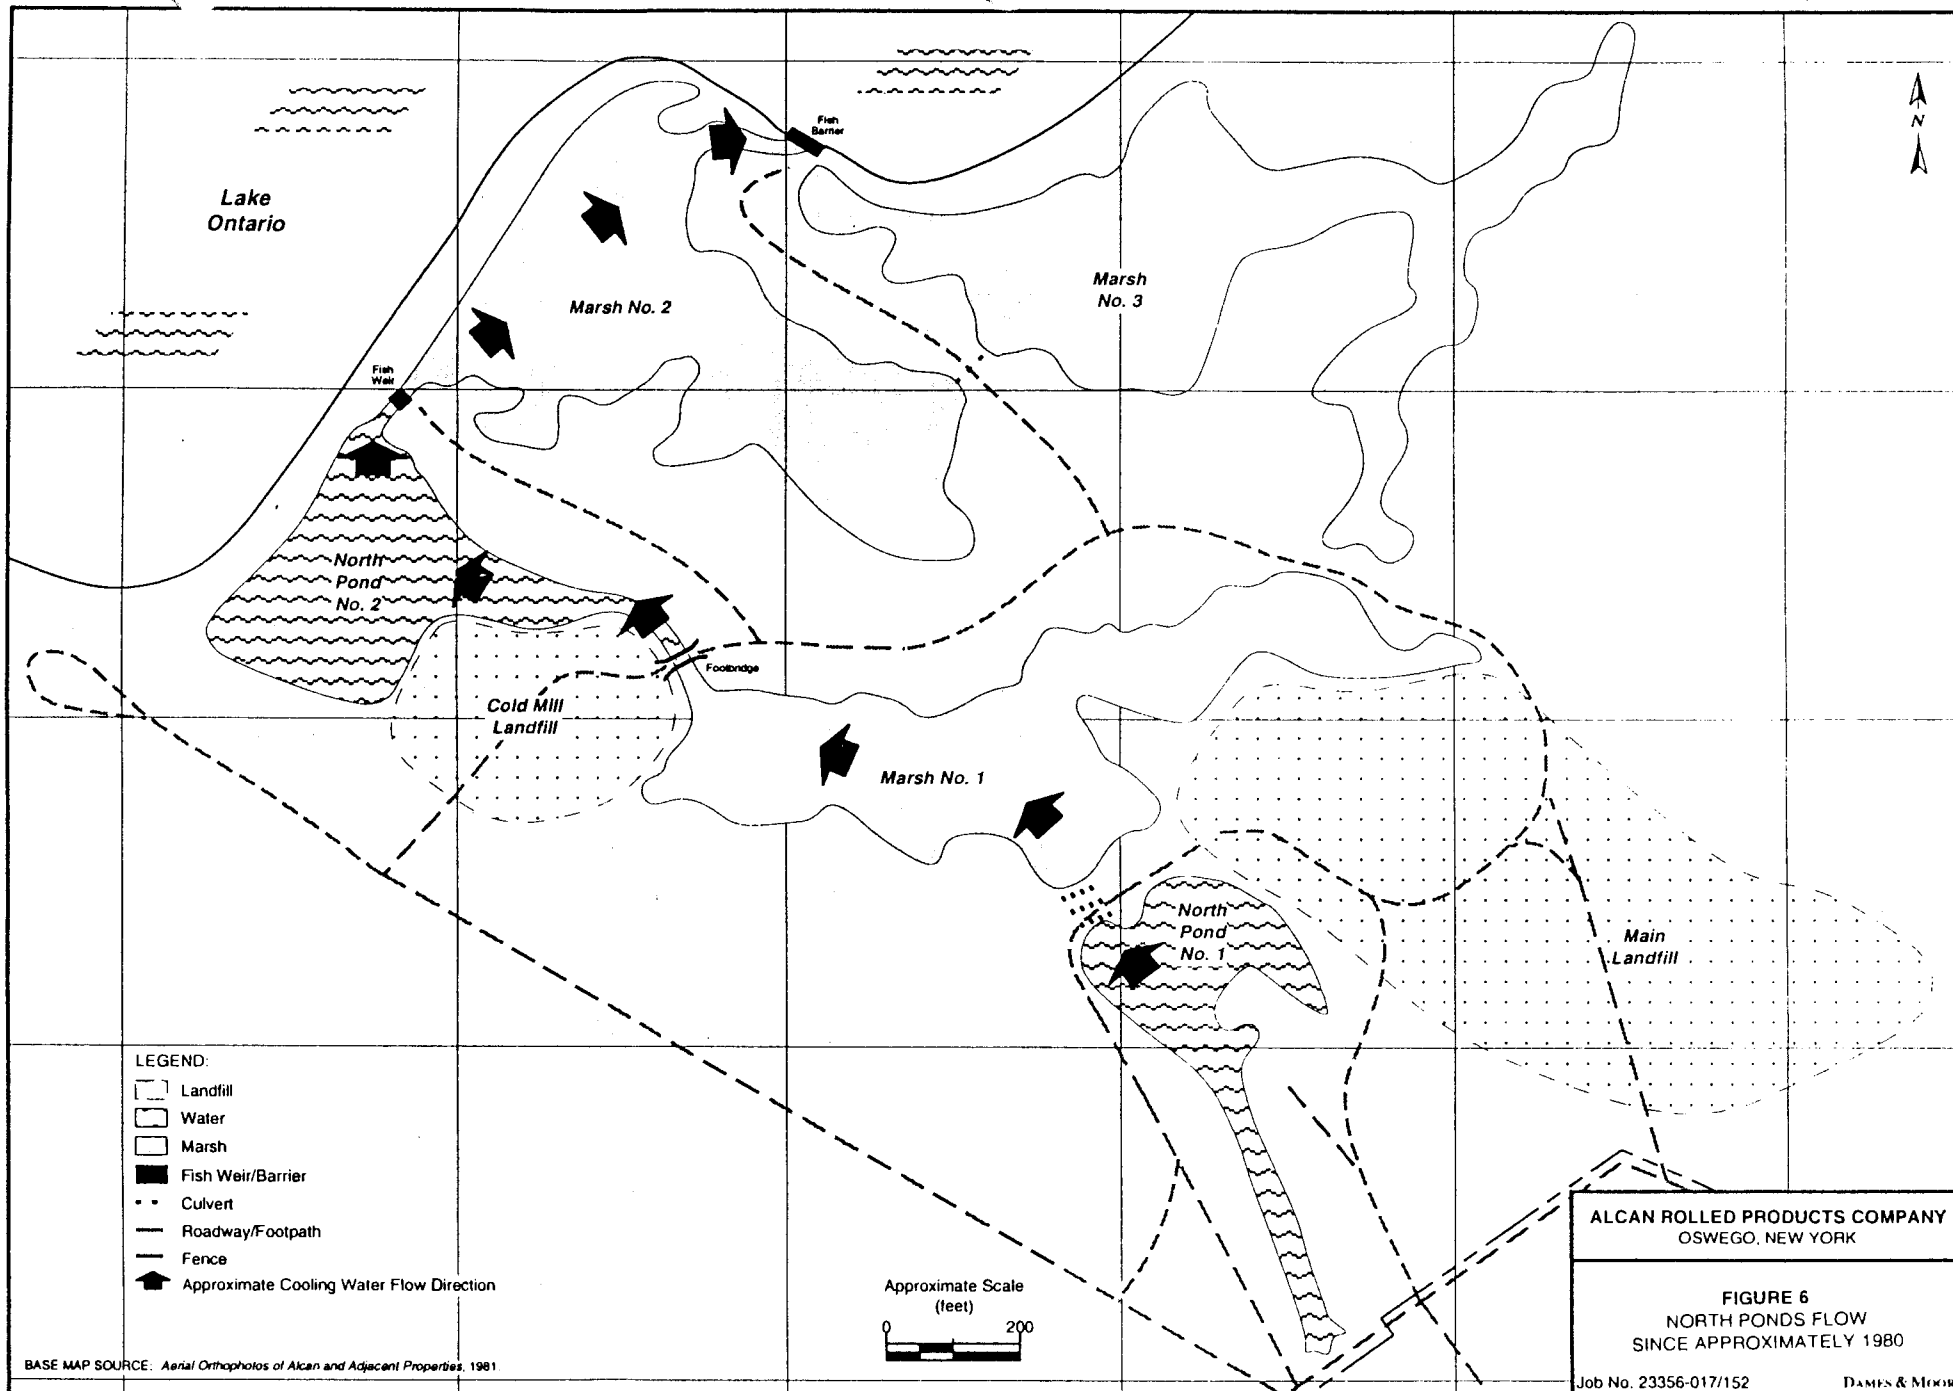 Fish
Barrier
N
Lake
Ontario
Marsh
No. 3
Marsh No. 2
Fish
Weir
North
Pond
No. 2
Footbridge
Cold Mill
Landfill
Marsh No. 1
North
Pond
No. 1
Main
Landfill
LEGEND:
Landfill
Water
Marsh
Fish Weir/Barrier
Culvert
Roadway/Footpath
Fence
Approximate Cooling Water Flow Direction
Approximate Scale
(feet)
0 200
BASE MAP SOURCE: Aerial Orthophotos of Alcan and Adjacent Properties, 1981.
ALCAN ROLLED PRODUCTS COMPANY
OSWEGO, NEW YORK
FIGURE 6
NORTH PONDS FLOW
SINCE APPROXIMATELY 1980
Job No. 23356-017/152 DAMES & MOOR